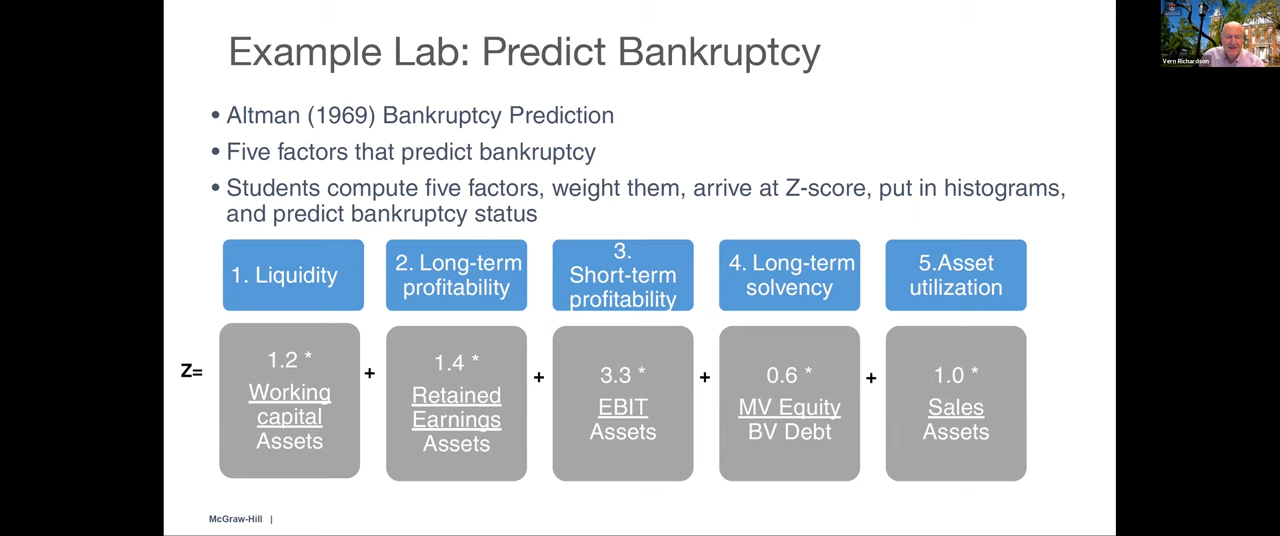 Example Lab: Predict Bankruptcy
Vern Richardson
• Altman (1969) Bankruptcy Prediction
• Five factors that predict bankruptcy
• Students compute five factors, weight them, arrive at Z-score, put in histograms,
and predict bankruptcy status
1. Liquidity
2. Long-term
profitability
3.
Short-term
profitability
4. Long-term
solvency
5.Asset
utilization
Z=
1.2 *
Working
capital
Assets
+
1.4 *
Retained
Earnings
Assets
+
3.3 *
EBIT
Assets
+
0.6 *
MV Equity
BV Debt
+
1.0 *
Sales
Assets
McGraw-Hill |